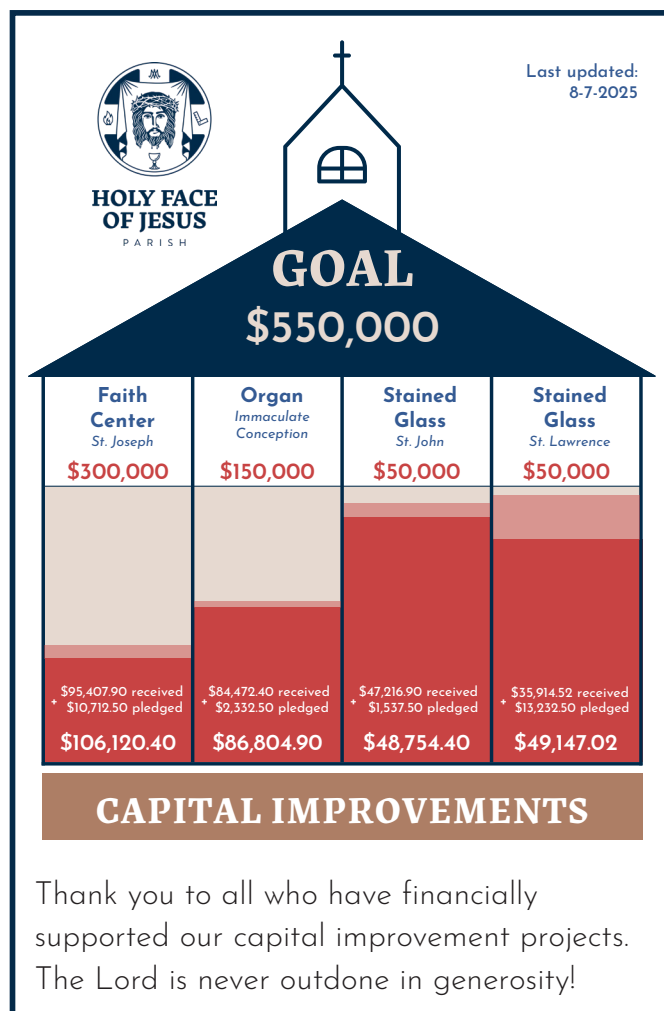 Last updated:
8-7-2025
HOLY FACE
OF JESUS
PARISH
GOAL
$550,000
Faith
Center
St. Joseph
$300,000
Organ
Immaculate
Conception
$150,000
Stained
Glass
St. John
$50,000
Stained
Glass
St. Lawrence
$50,000
$95,407.90 received
+ $10,712.50 pledged
$106,120.40
$84,472.40 received
+ $2,332.50 pledged
$86,804.90
$47,216.90 received
+ $1,537.50 pledged
$48,754.40
$35,914.52 received
+ $13,232.50 pledged
$49,147.02
CAPITAL IMPROVEMENTS
Thank you to all who have financially
supported our capital improvement projects.
The Lord is never outdone in generosity!